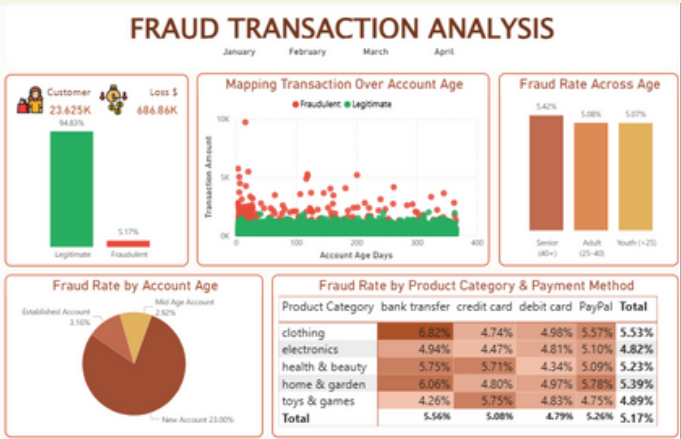 FRAUD TRANSACTION ANALYSIS
January February March April
Customer Loss $
23.625K 686.86K
94.83%
5.17%
Legitimate Fraudulent
Mapping Transaction Over Account Age
Fraudulent Legitimate
Transaction Amount
10K
5K
0K
0 100 200 300 400
Account Age Days
Fraud Rate Across Age
5.42% 5.08% 5.07%
Senior Adult Youth (<25)
(40+) (25-40)
Fraud Rate by Account Age
Mid Age Account
2.92%
Established Account
3.16%
New Account 23.00%
Fraud Rate by Product Category & Payment Method
Product Category bank transfer credit card debit card PayPal Total
clothing 6.82% 4.74% 4.98% 5.57% 5.53%
electronics 4.94% 4.47% 4.81% 5.10% 4.82%
health & beauty 5.75% 5.71% 4.34% 5.09% 5.23%
home & garden 6.06% 4.80% 4.97% 5.78% 5.39%
toys & games 4.26% 5.75% 4.83% 4.75% 4.89%
Total 5.56% 5.08% 4.79% 5.26% 5.17%